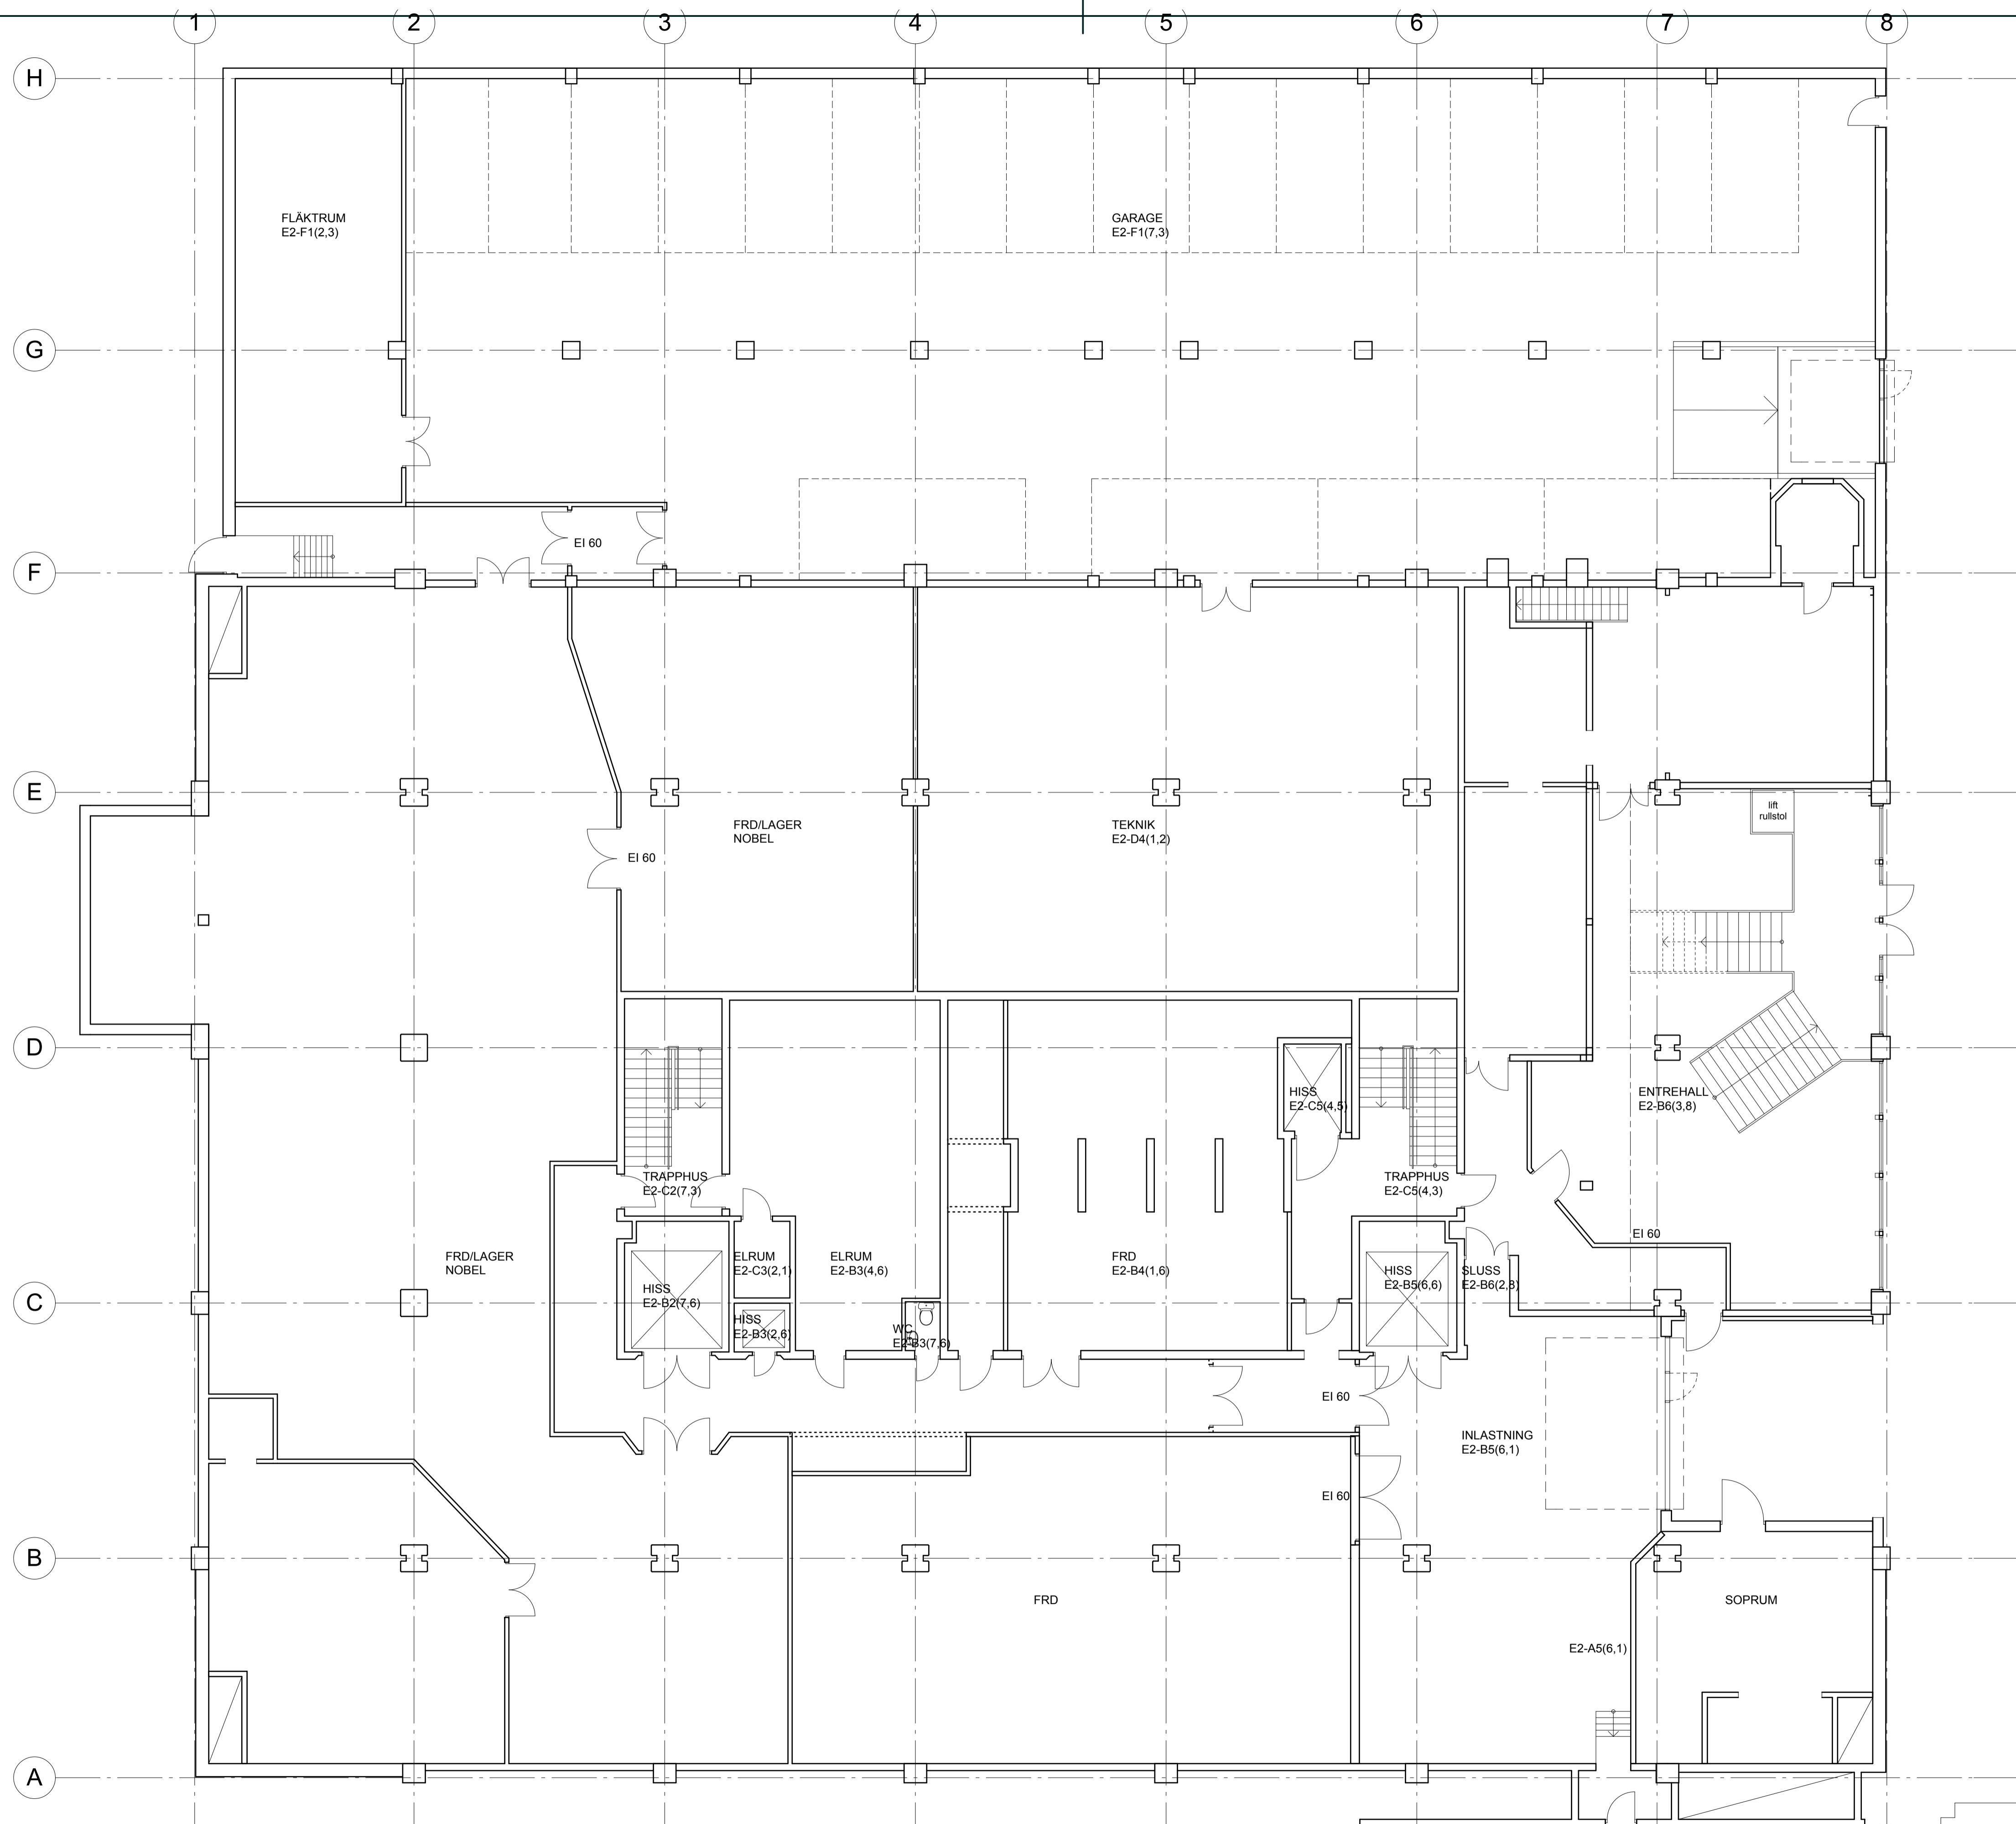 1 2 3 4 5 6 7 8
H
FLÄKTRUM
E2-F1(2,3)
GARAGE
E2-F1(7,3)
G
EI 60
F
E
lift
rullstol
FRD/LAGER
NOBEL
TEKNIK
E2-D4(1,2)
EI 60
D
HISS
E2-C5(4,5)
ENTREHALL
E2-B6(3,8)
TRAPPHUS
E2-C2(7,3)
TRAPPHUS
E2-C5(4,3)
EI 60
FRD/LAGER
NOBEL
ELRUM
E2-C3(2,1)
ELRUM
E2-B3(4,6)
FRD
E2-B4(1,6)
HISS
E2-B5(6,6)
SLUSS
E2-B6(2,8)
HISS
E2-B2(7,6)
C
HISS
E2-B3(2,6)
WC
E2-B3(7,6)
EI 60
INLASTNING
E2-B5(6,1)
EI 60
B
FRD
SOPRUM
E2-A5(6,1)
A